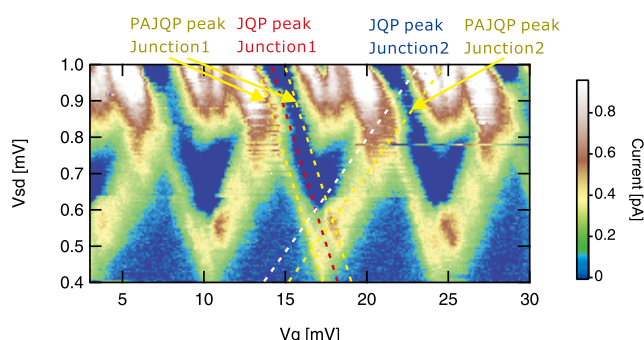 PAJQP peak JQP peak JQP peak PAJQP peak
Junction1 Junction1 Junction2 Junction2
1.0
0.9
0.8
0.7
0.6
0.5
0.4
Vsd [mV]
5 10 15 20 25 30
Vg [mV]
0.8
0.6
0.4
0.2
0
Current [pA]